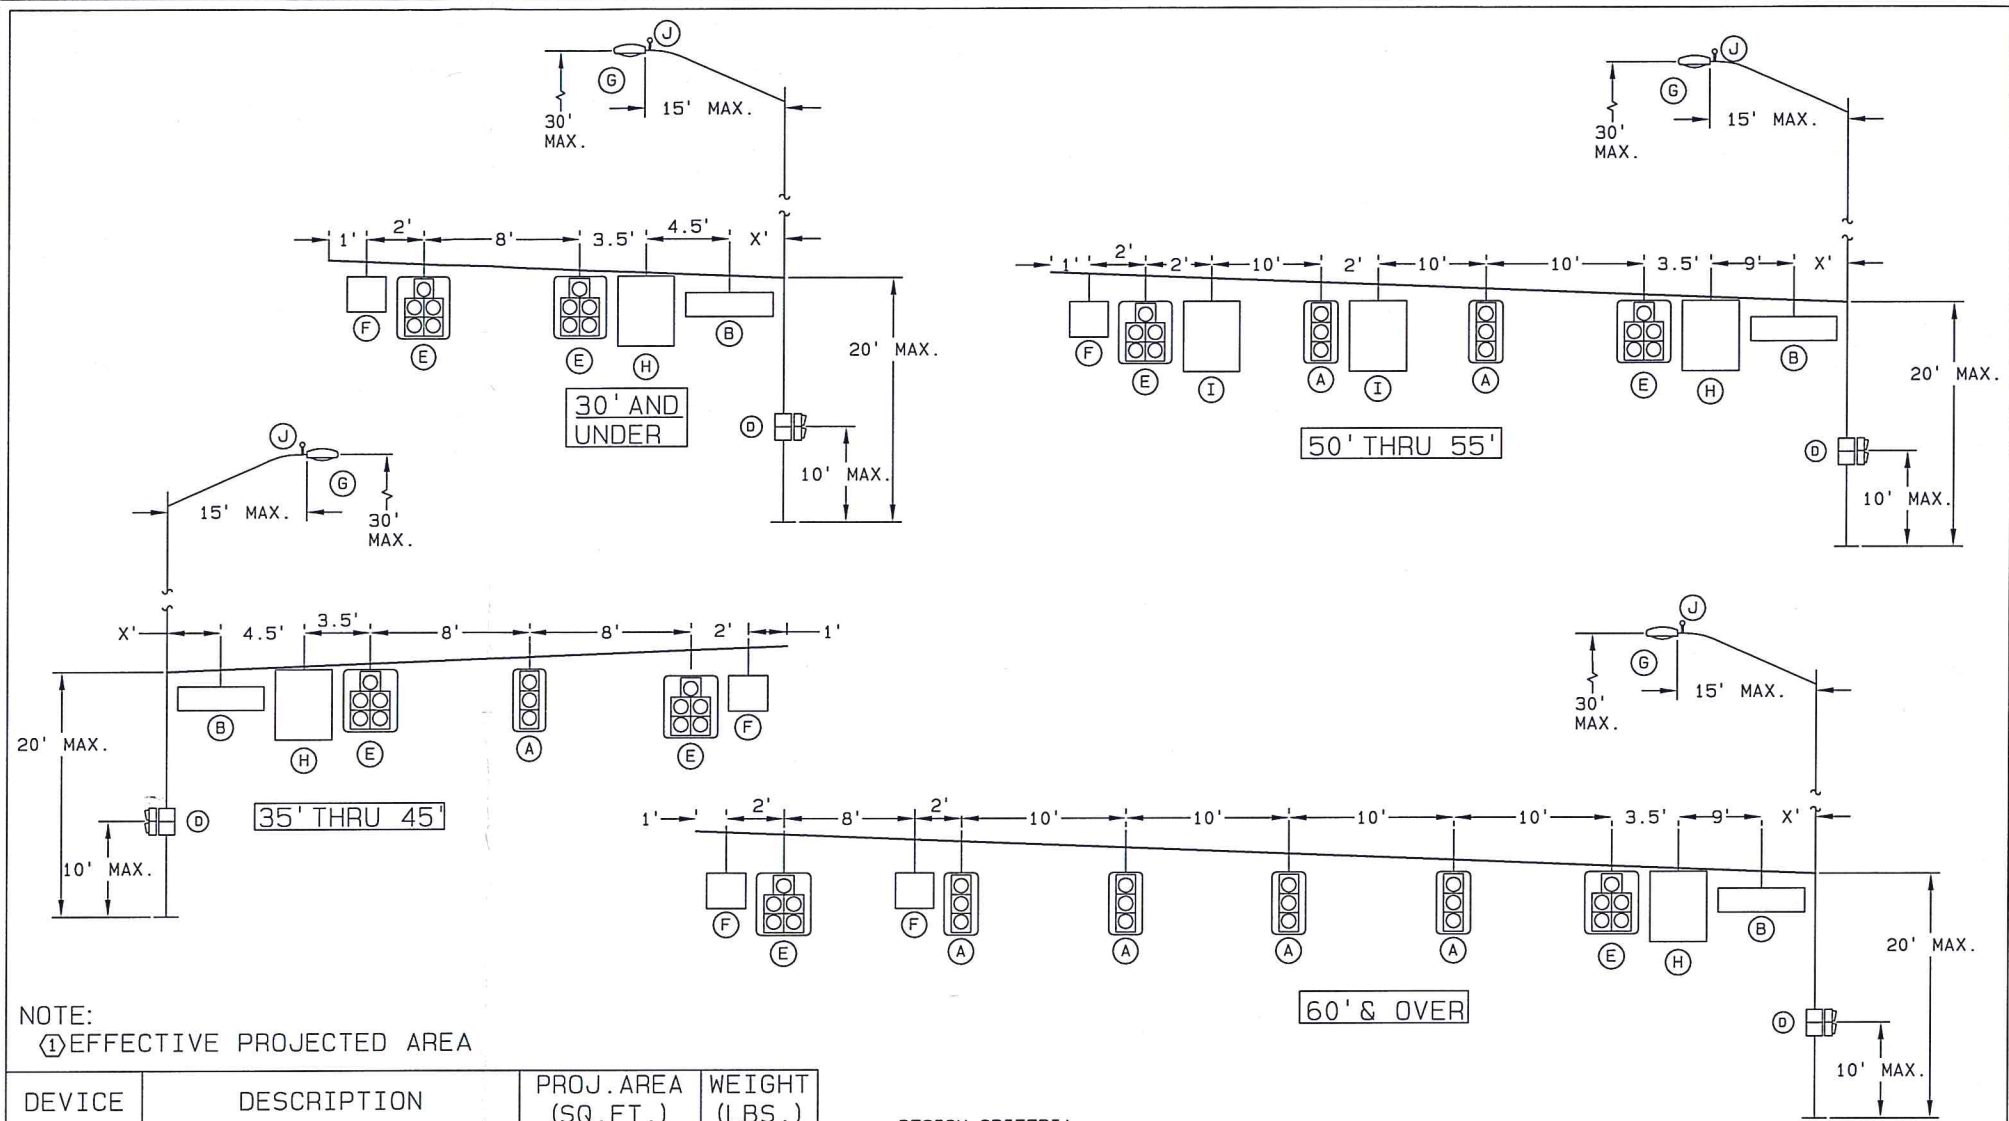 J
G
30'
MAX.
15' MAX.
1'
2'
8'
3.5'
4.5'
X'
F
E
E
H
B
20' MAX.
30' AND
UNDER
D
10' MAX.
J
G
30'
MAX.
15' MAX.
1'
2'
2'
10'
2'
10'
10'
3.5'
9'
X'
F
E
I
A
I
A
E
H
B
20' MAX.
50' THRU 55'
D
10' MAX.
J
G
15' MAX.
30'
MAX.
X'
4.5'
3.5'
8'
8'
2'
1'
B
H
E
A
E
F
20' MAX.
35' THRU 45'
D
10' MAX.
J
G
30'
MAX.
15' MAX.
1'
2'
8'
2'
10'
10'
10'
10'
3.5'
9'
X'
F
E
F
A
A
A
A
E
H
B
20' MAX.
60' & OVER
D
10' MAX.
NOTE:
1 EFFECTIVE PROJECTED AREA
DEVICE
DESCRIPTION
PROJ. AREA
(SQ.FT.)
WEIGHT
(LBS.)
DESIGN CRITERIA